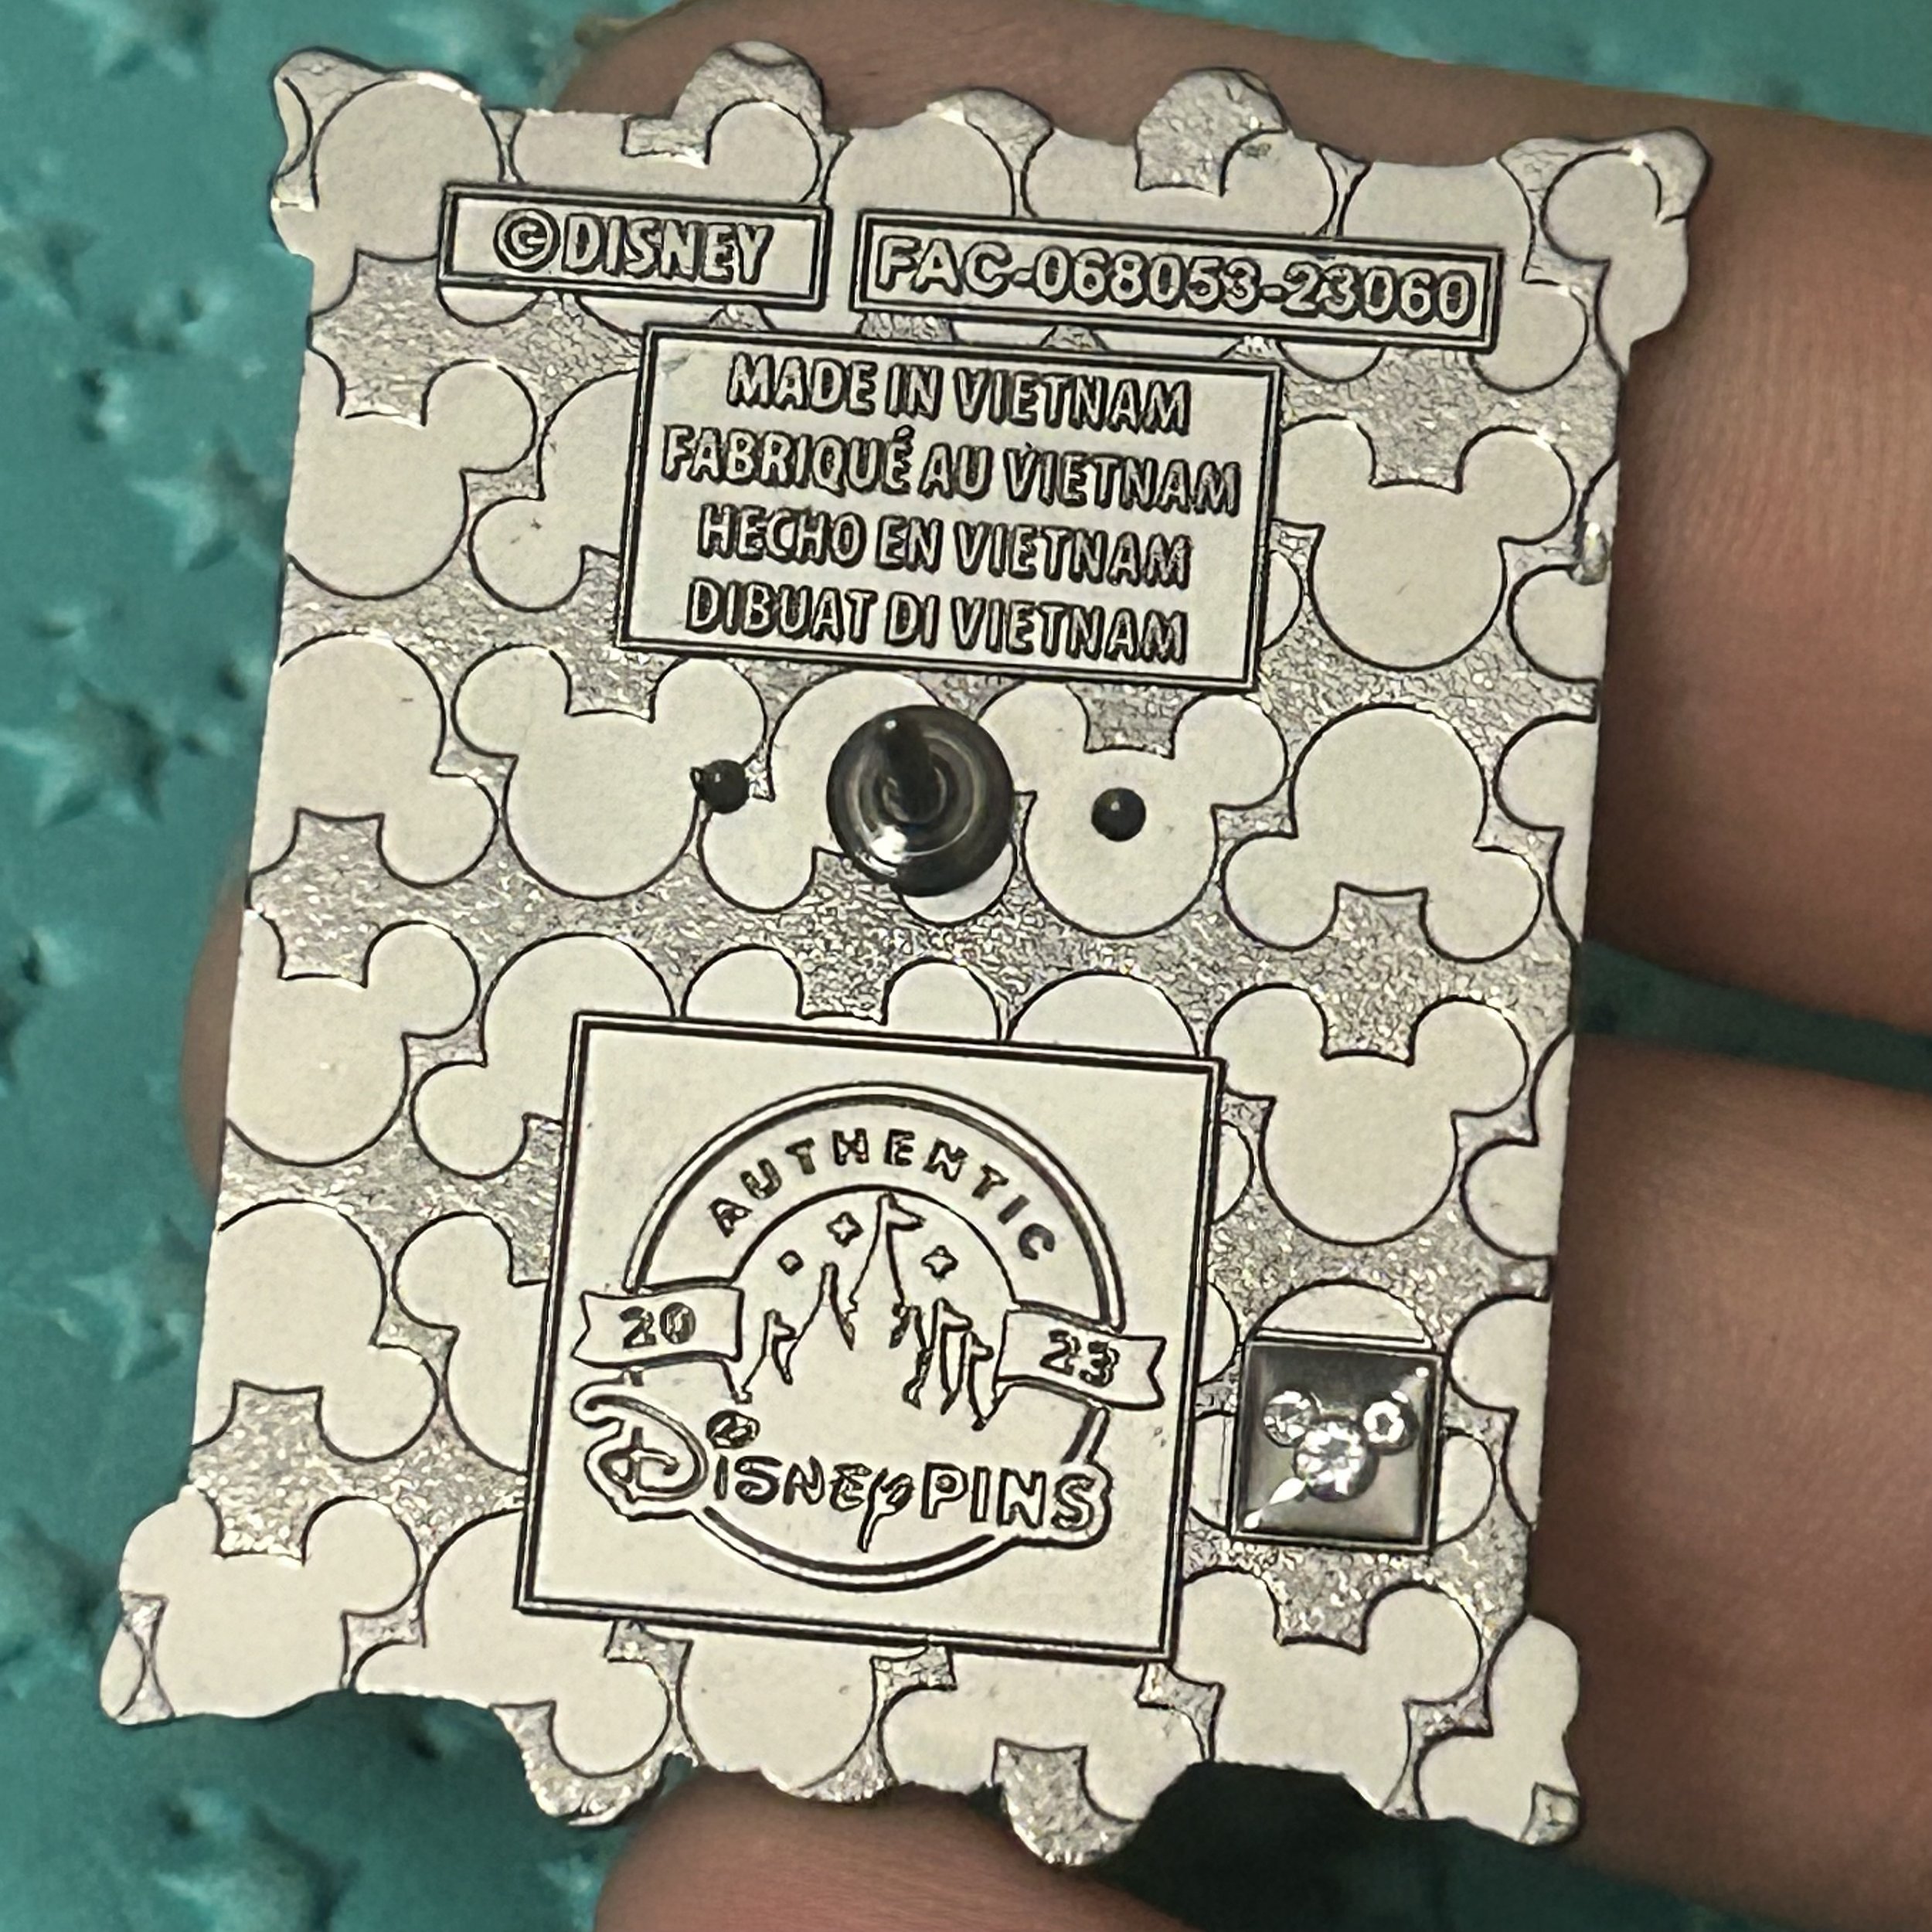 ©DISNEY
FAC-068053-23060
MADE IN VIETNAM
FABRIQUÉ AU VIETNAM
HECHO EN VIETNAM
DIBUAT DI VIETNAM
AUTHENTIC
20 23
DISNEY PINS